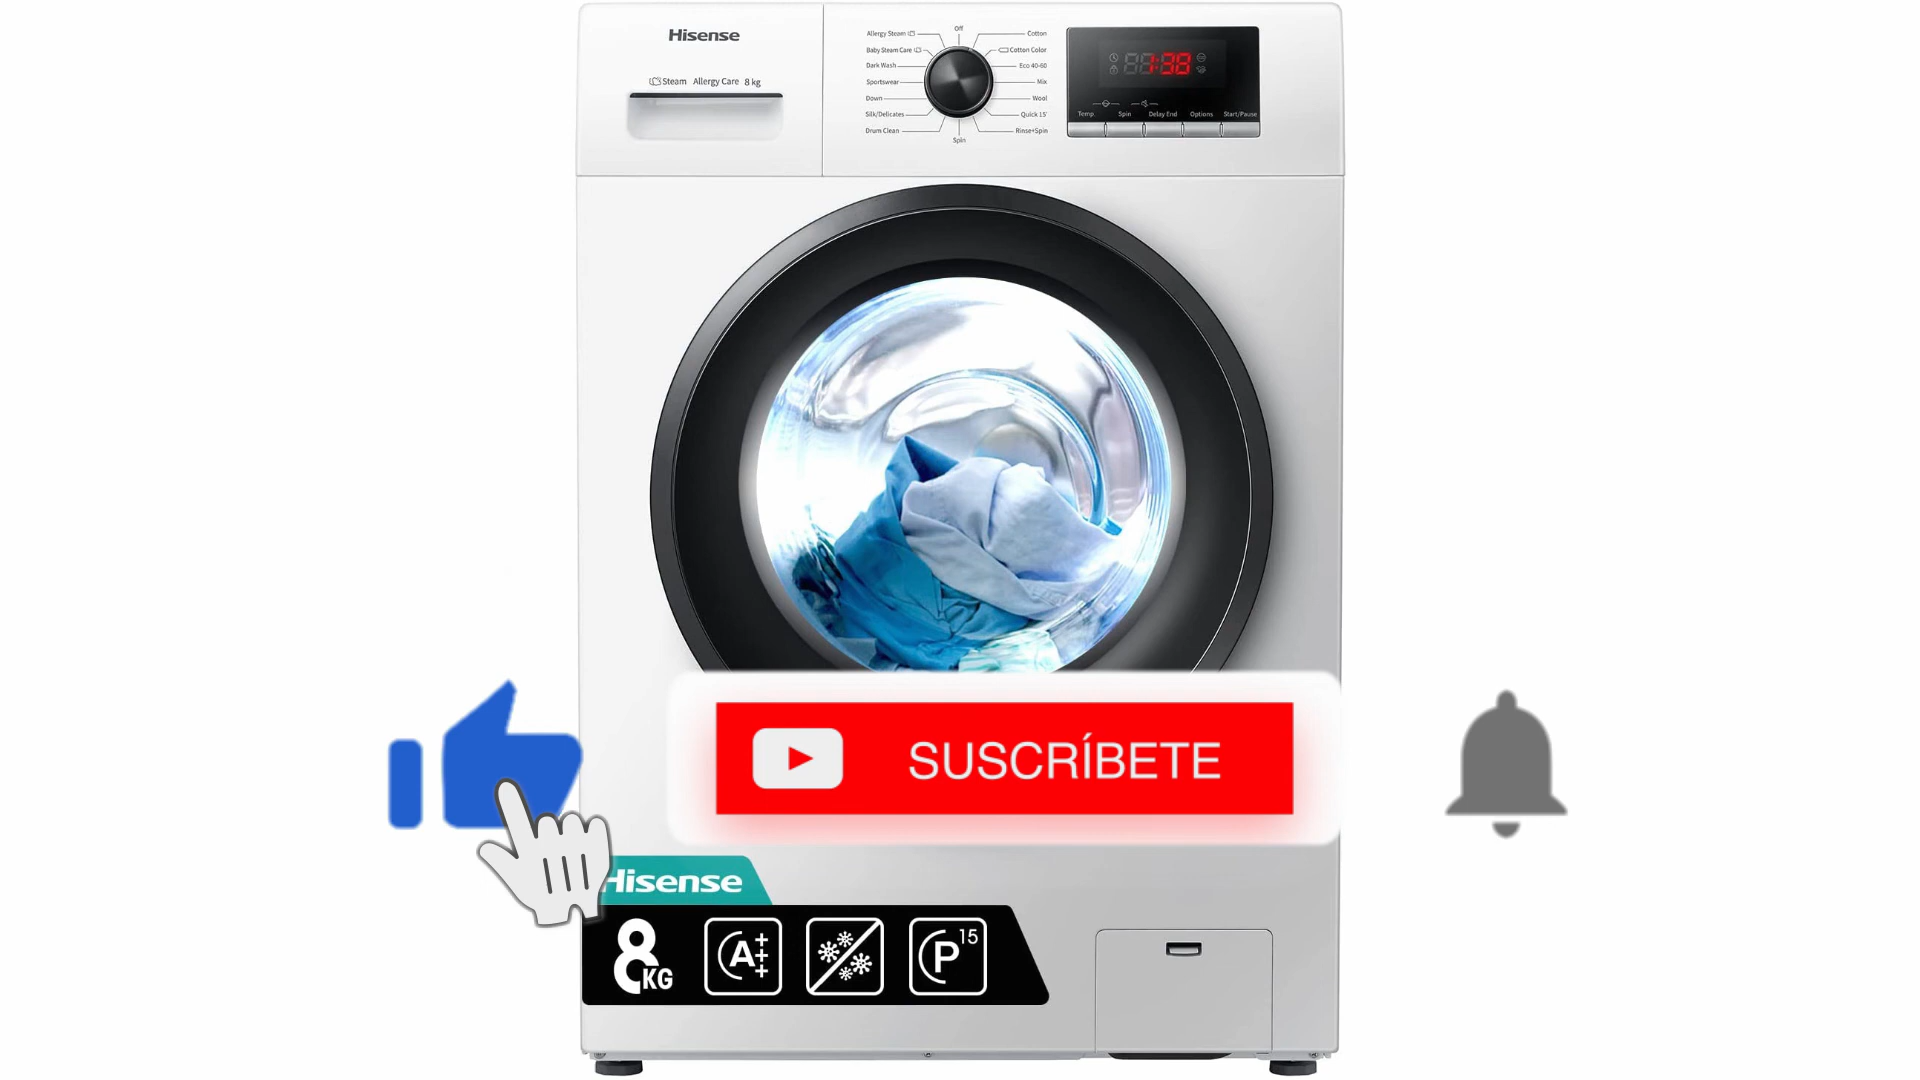 Hisense
Steam Allergy Care 8 kg
Off
Allergy Steam
Baby Steam Care
Dark Wash
Sportswear
Down
Silk/Delicates
Drum Clean
Spin
Cotton
Cotton Color
Eco 40-60
Mix
Wool
Quick 15'
Rinse+Spin
1:38
Temp. Spin Delay End Options Start/Pause
SUSCRÍBETE
Hisense
8 KG A+++ P 15